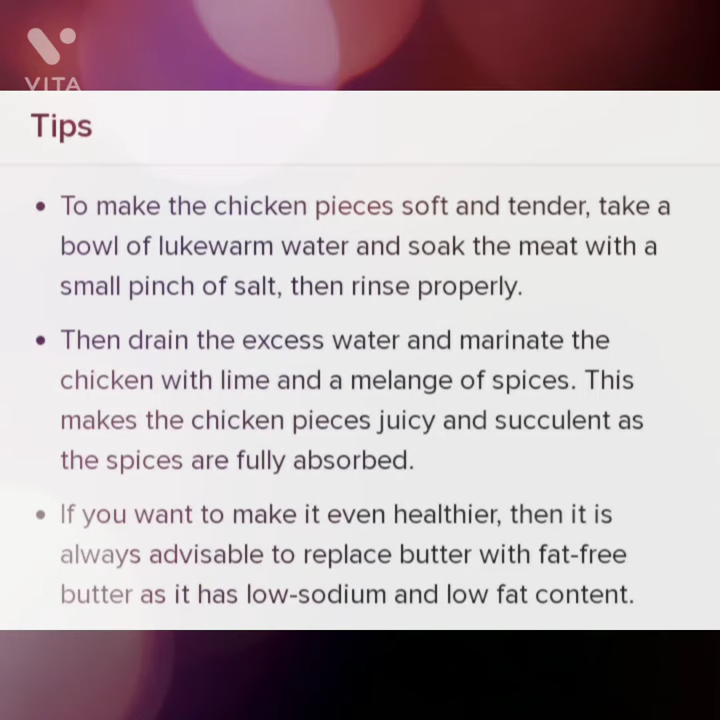 VITA
Tips
• To make the chicken pieces soft and tender, take a
bowl of lukewarm water and soak the meat with a
small pinch of salt, then rinse properly.
• Then drain the excess water and marinate the
chicken with lime and a melange of spices. This
makes the chicken pieces juicy and succulent as
the spices are fully absorbed.
• If you want to make it even healthier, then it is
always advisable to replace butter with fat-free
butter as it has low-sodium and low fat content.